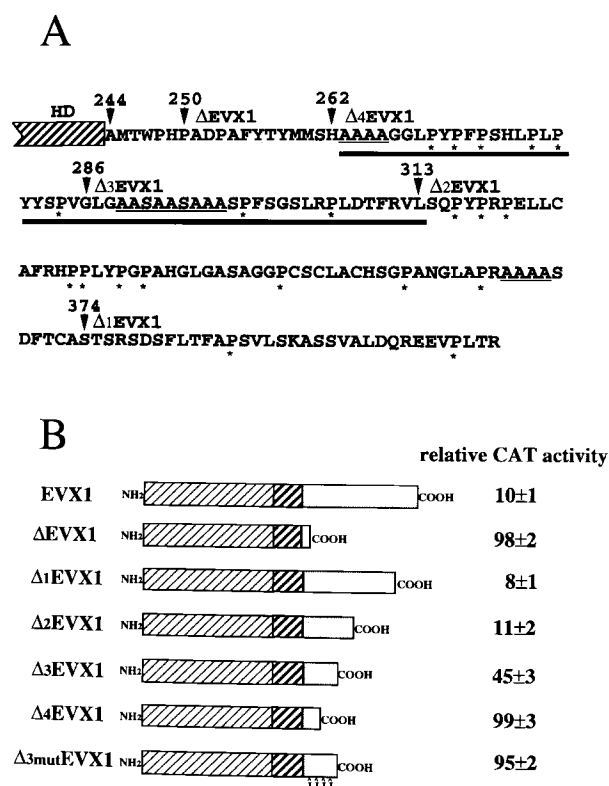 A
244 250 ΔEVX1 262 Δ4EVX1
HD
AMTWPHPADPAFYTYMMSHAAAAGGLPYPFPSHLPLP
* * * * *
286 Δ3EVX1 313 Δ2EVX1
YYSPVGLGAASAASAAASPFSGSLRPLDTFRVLSQPYPRPELLC
* * * * * *
AFRHPPLYPGPAHGLGASAGGPCSCLACHSGPANGLAPRAAAAS
* * * * * * *
374 Δ1EVX1
DFTCASTSRSDSFLTFAPSVLSKASSVALDQREEVPLTR
* *
B
relative CAT activity
EVX1 NH2 COOH 10±1
ΔEVX1 NH2 COOH 98±2
Δ1EVX1 NH2 COOH 8±1
Δ2EVX1 NH2 COOH 11±2
Δ3EVX1 NH2 COOH 45±3
Δ4EVX1 NH2 COOH 99±3
Δ3mutEVX1 NH2 COOH 95±2